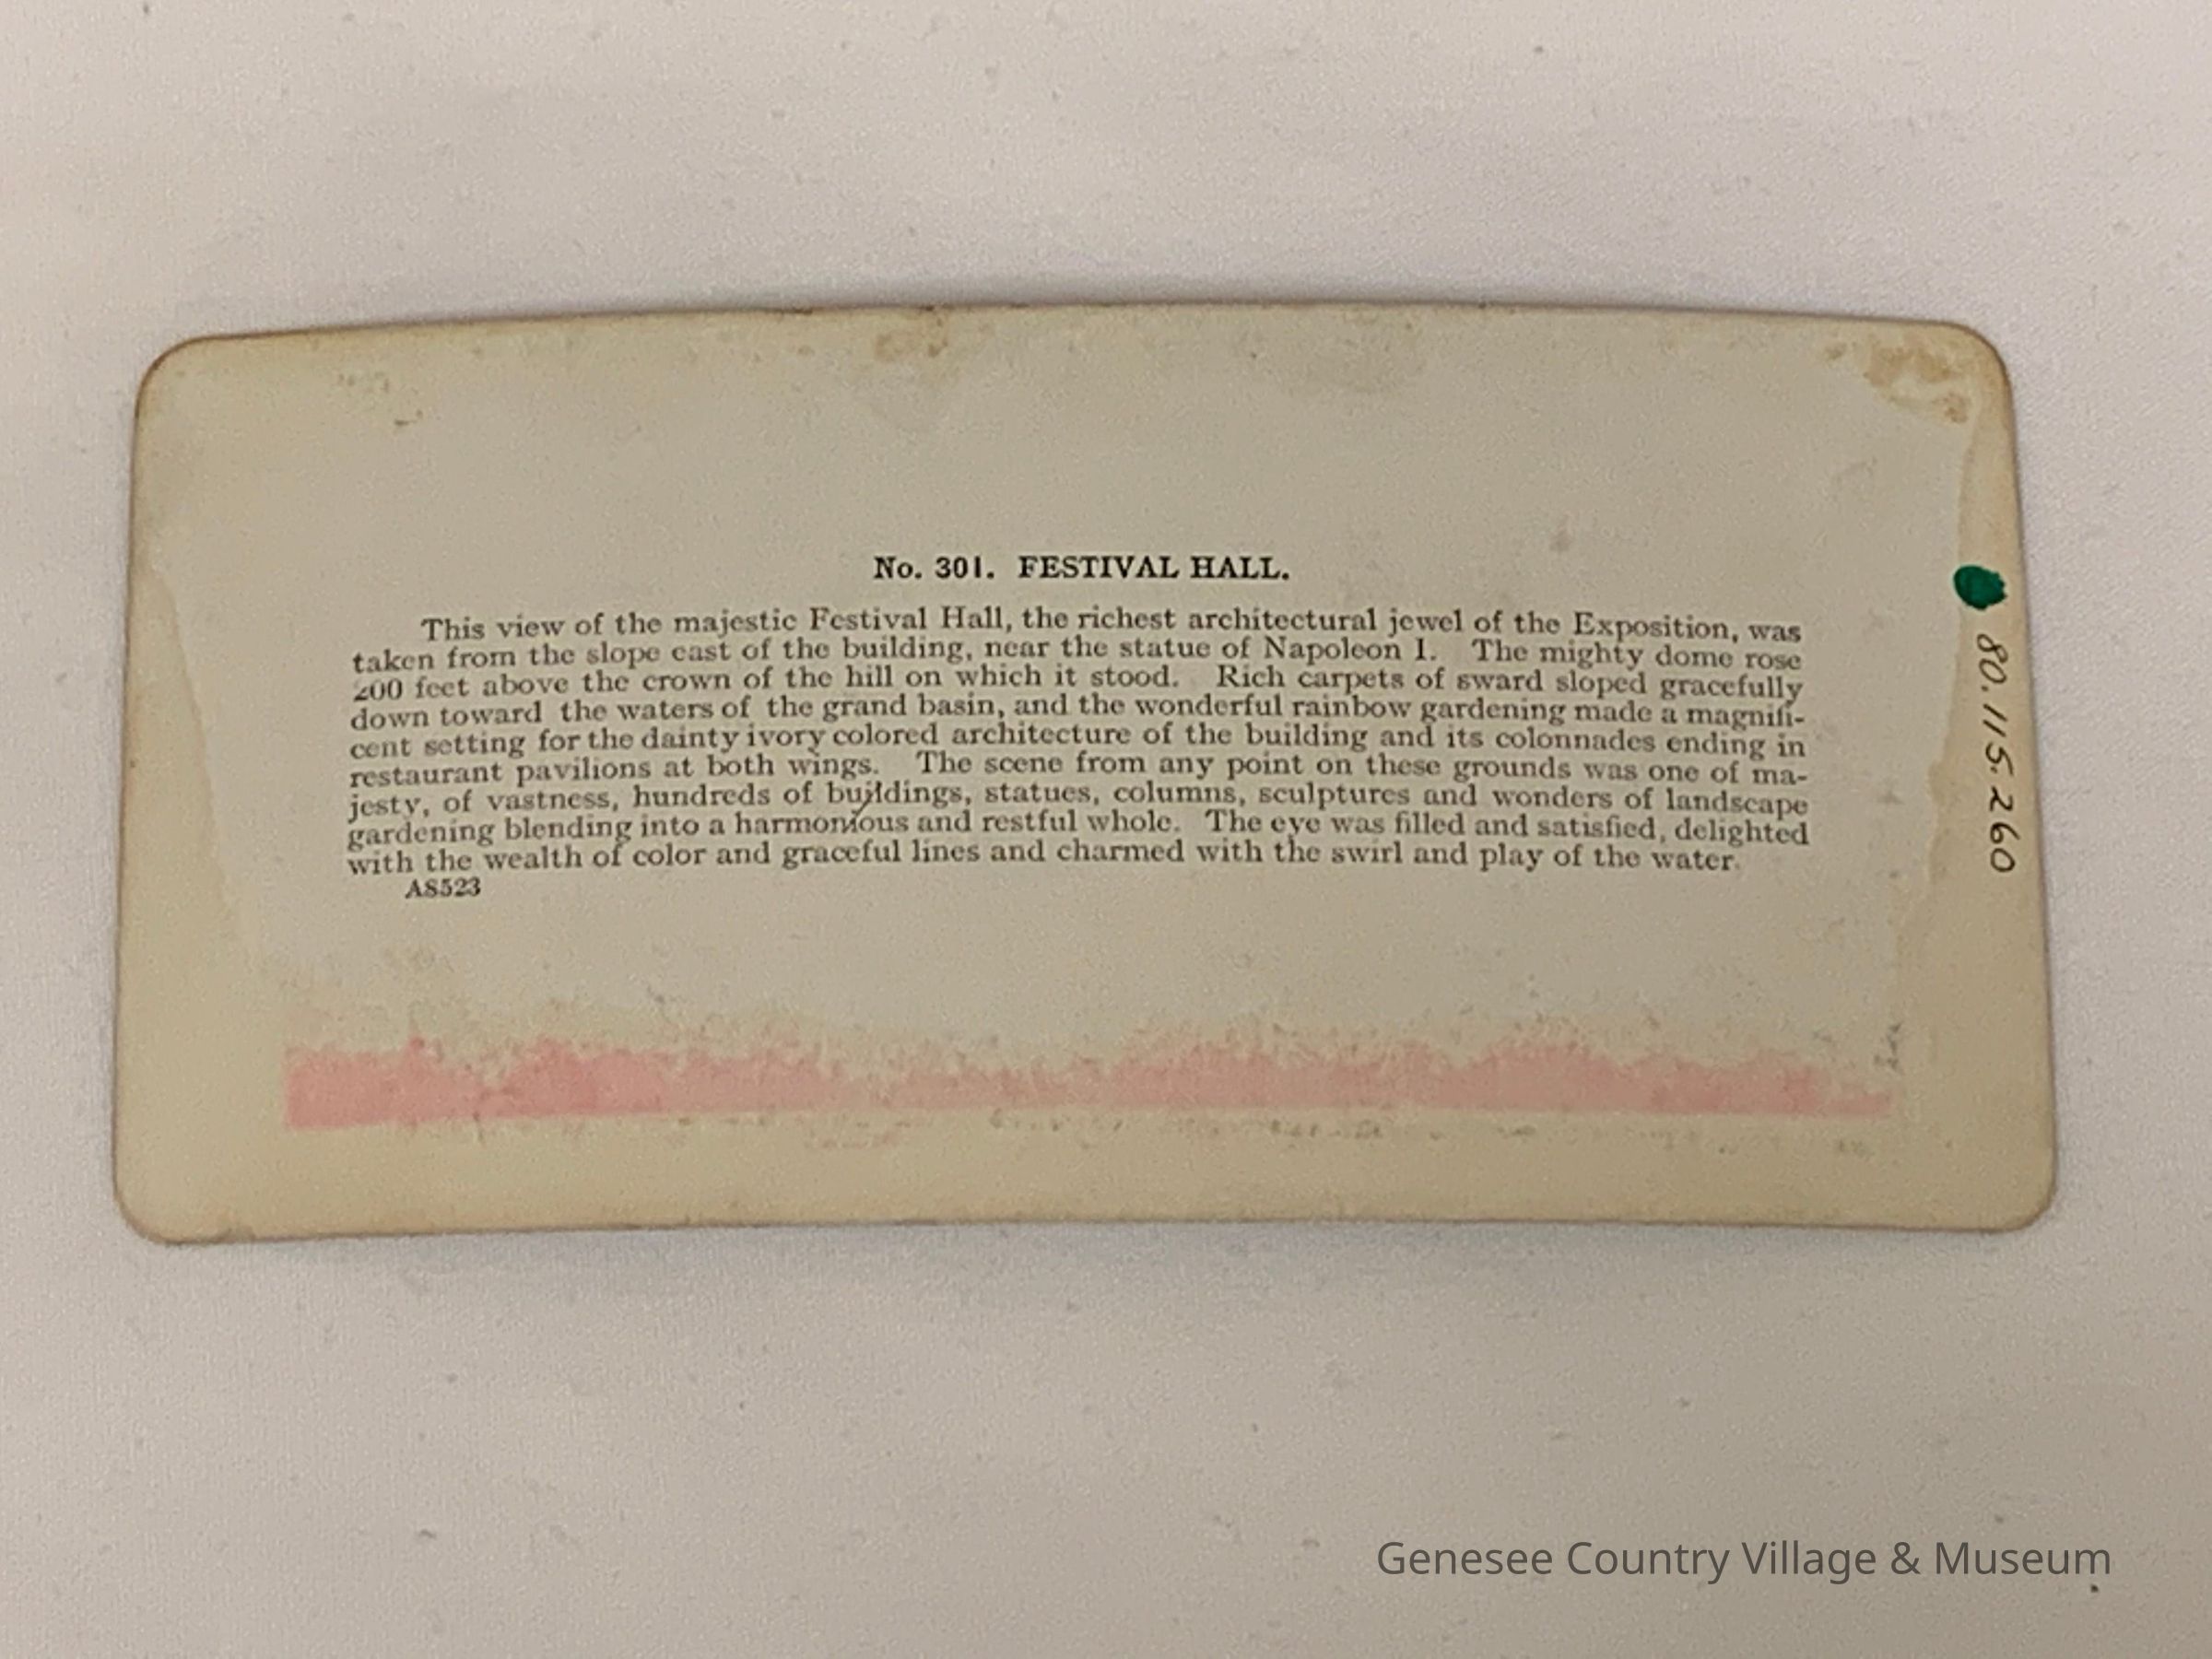 No. 301. FESTIVAL HALL.
This view of the majestic Festival Hall, the richest architectural jewel of the Exposition, was
taken from the slope east of the building, near the statue of Napoleon I. The mighty dome rose
200 feet above the crown of the hill on which it stood. Rich carpets of sward sloped gracefully
down toward the waters of the grand basin, and the wonderful rainbow gardening made a magnifi-
cent setting for the dainty ivory colored architecture of the building and its colonnades ending in
restaurant pavilions at both wings. The scene from any point on these grounds was one of ma-
jesty, of vastness, hundreds of buildings, statues, columns, sculptures and wonders of landscape
gardening blending into a harmonious and restful whole. The eye was filled and satisfied, delighted
with the wealth of color and graceful lines and charmed with the swirl and play of the water.
AS523
80.115.260
Genesee Country Village & Museum